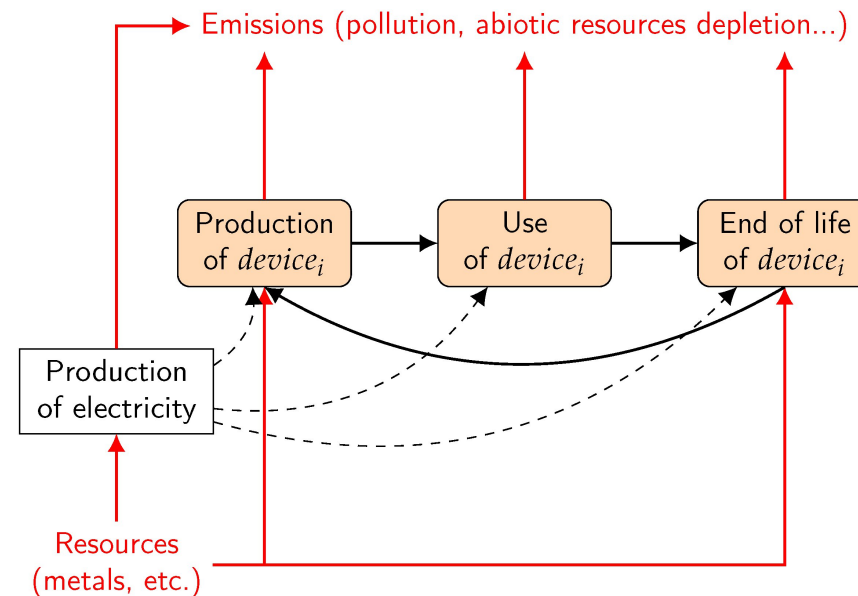 Emissions (pollution, abiotic resources depletion...)
Production
of device_i
Use
of device_i
End of life
of device_i
Production
of electricity
Resources
(metals, etc.)